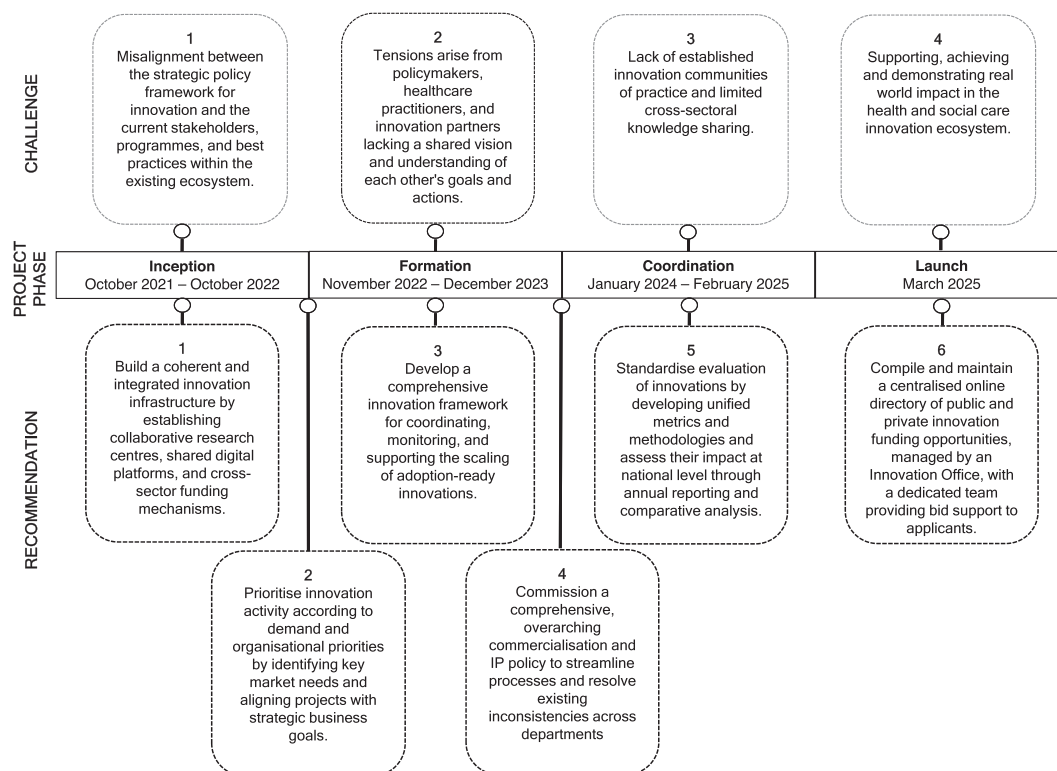 CHALLENGE
1
Misalignment between
the strategic policy
framework for
innovation and the
current stakeholders,
programmes, and best
practices within the
existing ecosystem.
2
Tensions arise from
policymakers,
healthcare
practitioners, and
innovation partners
lacking a shared vision
and understanding of
each other's goals and
actions.
3
Lack of established
innovation communities
of practice and limited
cross-sectoral
knowledge sharing.
4
Supporting, achieving
and demonstrating real
world impact in the
health and social care
innovation ecosystem.
PROJECT
PHASE
Inception
October 2021 – October 2022
Formation
November 2022 – December 2023
Coordination
January 2024 – February 2025
Launch
March 2025
RECOMMENDATION
1
Build a coherent and
integrated innovation
infrastructure by
establishing
collaborative research
centres, shared digital
platforms, and cross-
sector funding
mechanisms.
2
Prioritise innovation
activity according to
demand and
organisational priorities
by identifying key
market needs and
aligning projects with
strategic business
goals.
3
Develop a
comprehensive
innovation framework
for coordinating,
monitoring, and
supporting the scaling
of adoption-ready
innovations.
4
Commission a
comprehensive,
overarching
commercialisation and
IP policy to streamline
processes and resolve
existing
inconsistencies across
departments
5
Standardise evaluation
of innovations by
developing unified
metrics and
methodologies and
assess their impact at
national level through
annual reporting and
comparative analysis.
6
Compile and maintain
a centralised online
directory of public and
private innovation
funding opportunities,
managed by an
Innovation Office, with
a dedicated team
providing bid support to
applicants.